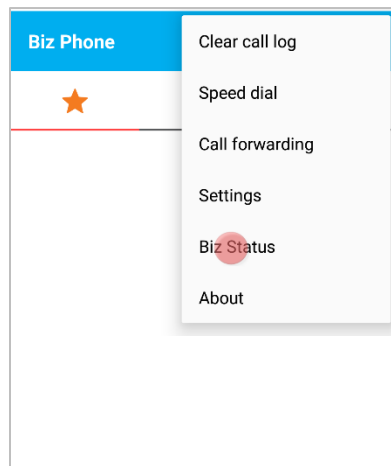 Biz Phone
Clear call log
Speed dial
Call forwarding
Settings
Biz Status
About